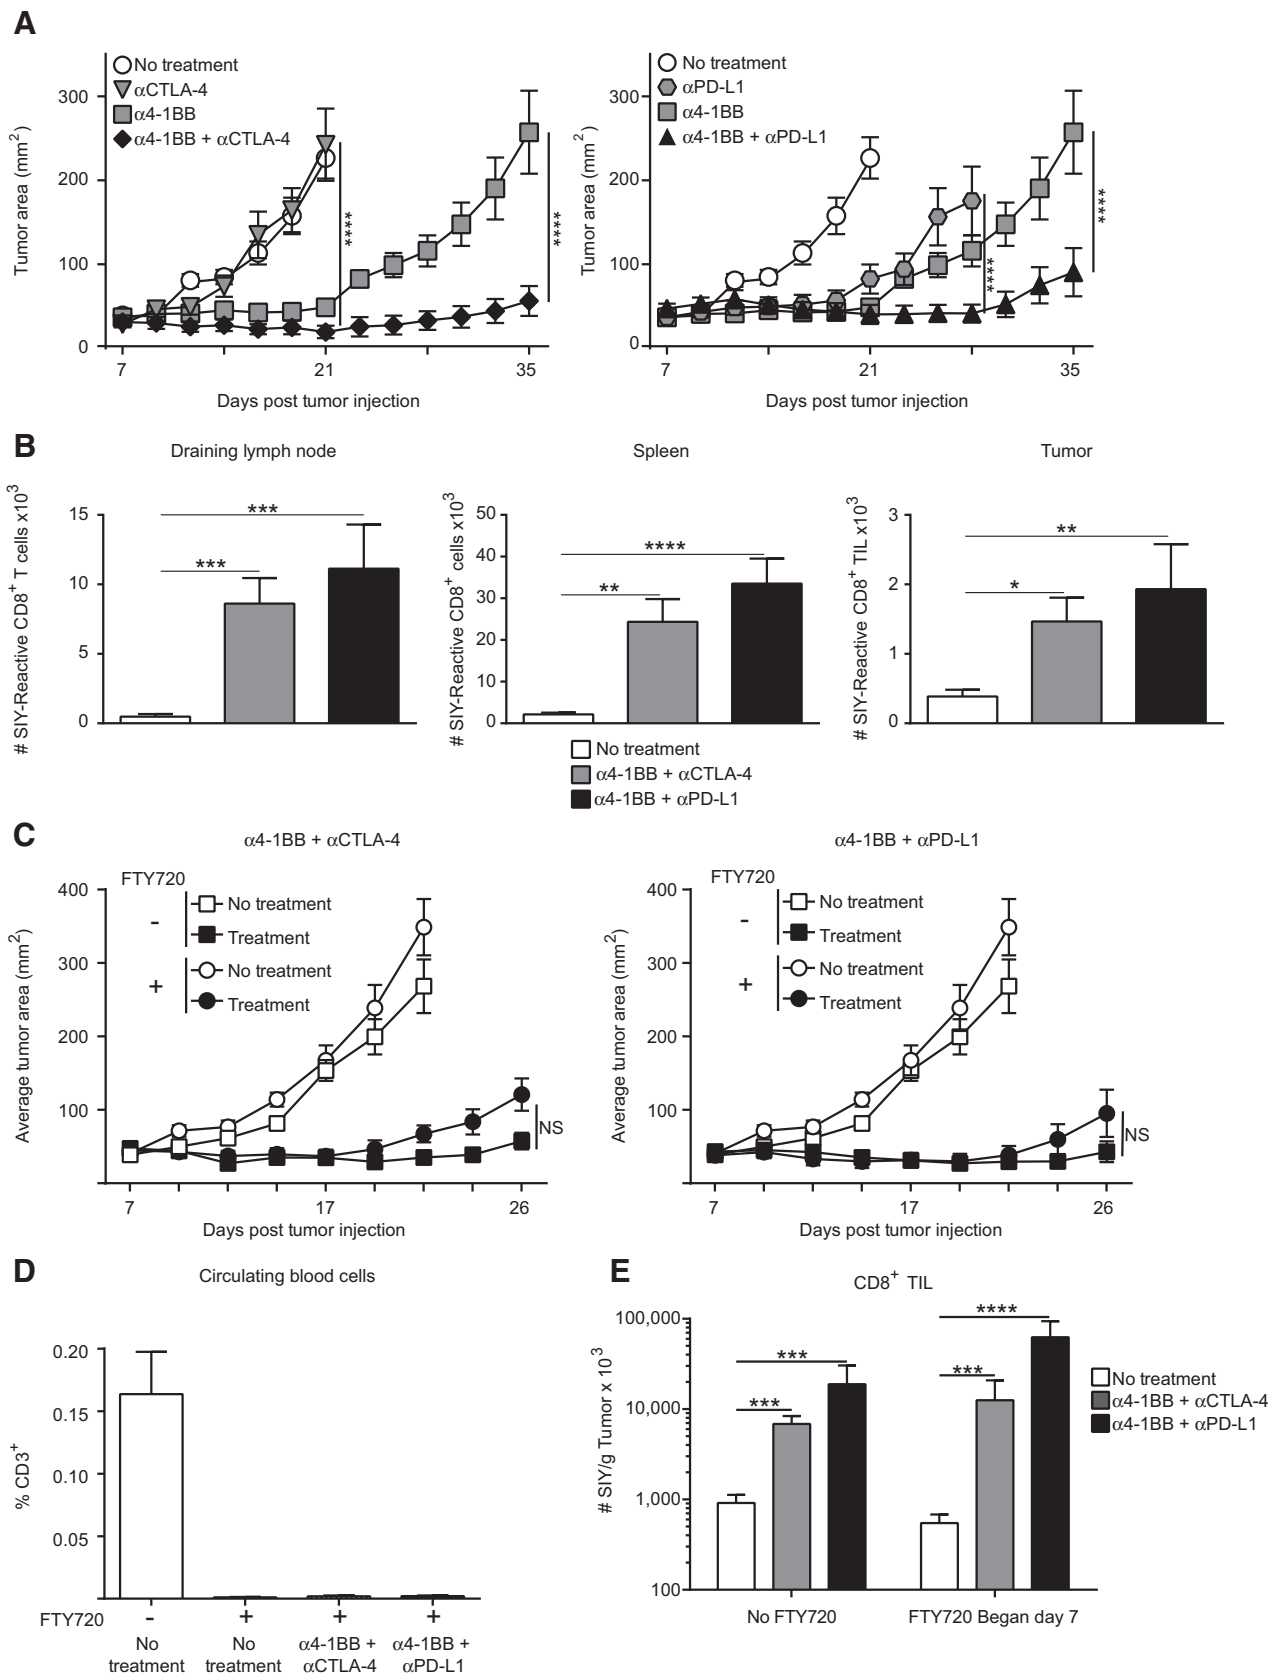 A
No treatment
αCTLA-4
α4-1BB
α4-1BB + αCTLA-4
Tumor area (mm2)
300
200
100
0
7
21
35
Days post tumor injection
****
****
No treatment
αPD-L1
α4-1BB
α4-1BB + αPD-L1
Tumor area (mm2)
300
200
100
0
7
21
35
Days post tumor injection
****
****
B
Draining lymph node
# SIY-Reactive CD8+ T cells x103
15
10
5
0
***
***
Spleen
# SIY-Reactive CD8+ cells x103
50
40
30
20
10
0
****
**
Tumor
# SIY-Reactive CD8+ TIL x103
3
2
1
0
**
*
No treatment
α4-1BB + αCTLA-4
α4-1BB + αPD-L1
C
α4-1BB + αCTLA-4
FTY720
-
No treatment
Treatment
+
No treatment
Treatment
Average tumor area (mm2)
400
300
200
100
NS
7
17
26
Days post tumor injection
α4-1BB + αPD-L1
FTY720
-
No treatment
Treatment
+
No treatment
Treatment
Average tumor area (mm2)
400
300
200
100
NS
7
17
26
Days post tumor injection
D
Circulating blood cells
% CD3+
0.20
0.15
0.10
0.05
FTY720 - + + +
No treatment
No treatment
α4-1BB + αCTLA-4
α4-1BB + αPD-L1
E
CD8+ TIL
# SIY/g Tumor x 103
100,000
10,000
1,000
100
***
***
****
***
No FTY720
FTY720 Began day 7
No treatment
α4-1BB + αCTLA-4
α4-1BB + αPD-L1